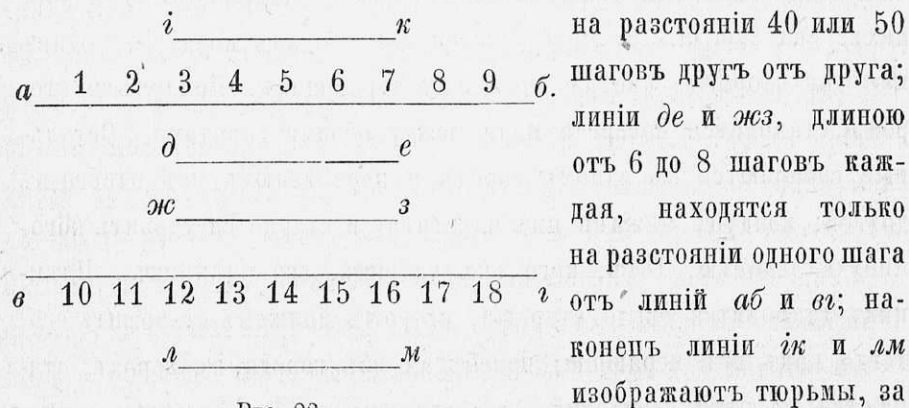 і к
а 1 2 3 4 5 6 7 8 9 б.
д е
ж з
в 10 11 12 13 14 15 16 17 18 г
л м
на разстояніи 40 или 50
шаговъ другъ отъ друга;
линіи де и жз, длиною
отъ 6 до 8 шаговъ каж-
дая, находятся только
на разстояніи одного шага
отъ линій аб и вг; на-
конецъ линіи ік и лм
изображаютъ тюрьмы, за